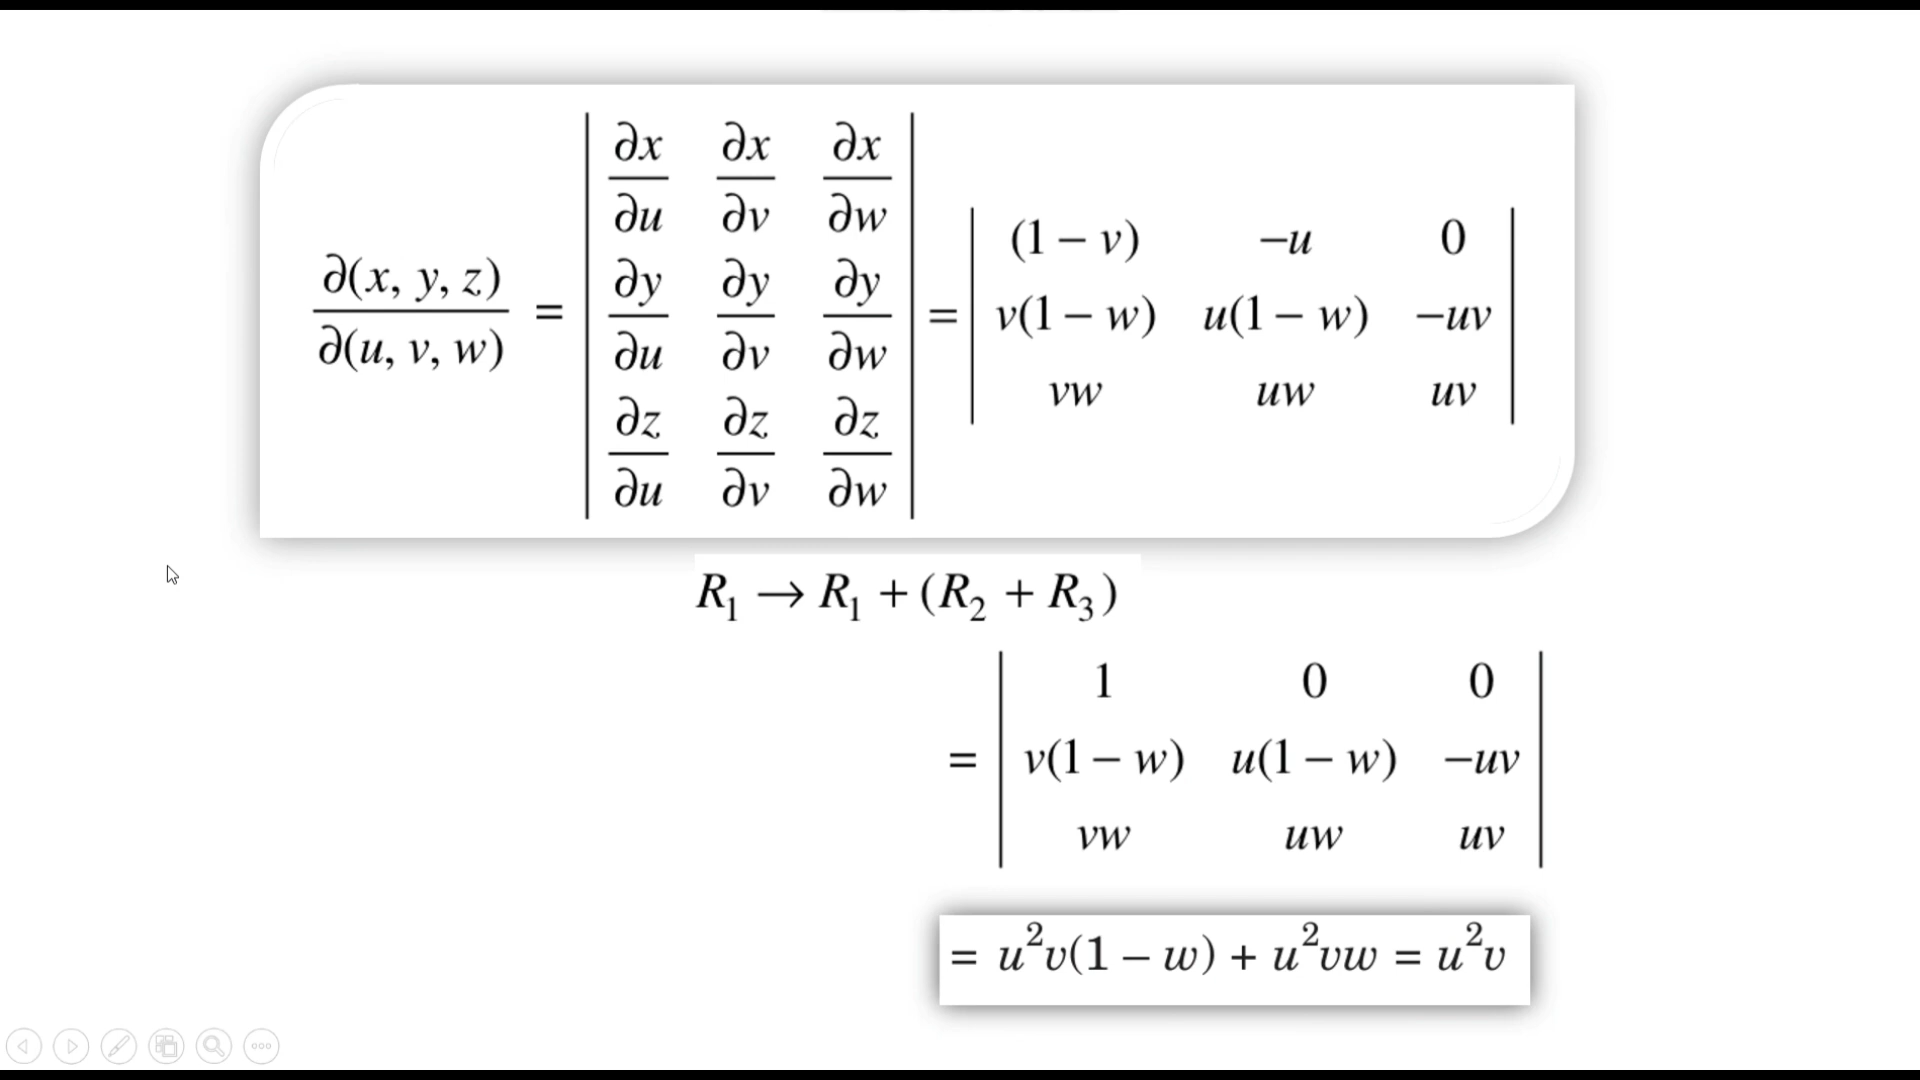 ∂(x, y, z) / ∂(u, v, w) = | ∂x/∂u ∂x/∂v ∂x/∂w ; ∂y/∂u ∂y/∂v ∂y/∂w ; ∂z/∂u ∂z/∂v ∂z/∂w | = | (1 − v) −u 0 ; v(1 − w) u(1 − w) −uv ; vw uw uv |
R₁ → R₁ + (R₂ + R₃)
= | 1 0 0 ; v(1 − w) u(1 − w) −uv ; vw uw uv |
= u²v(1 − w) + u²vw = u²v